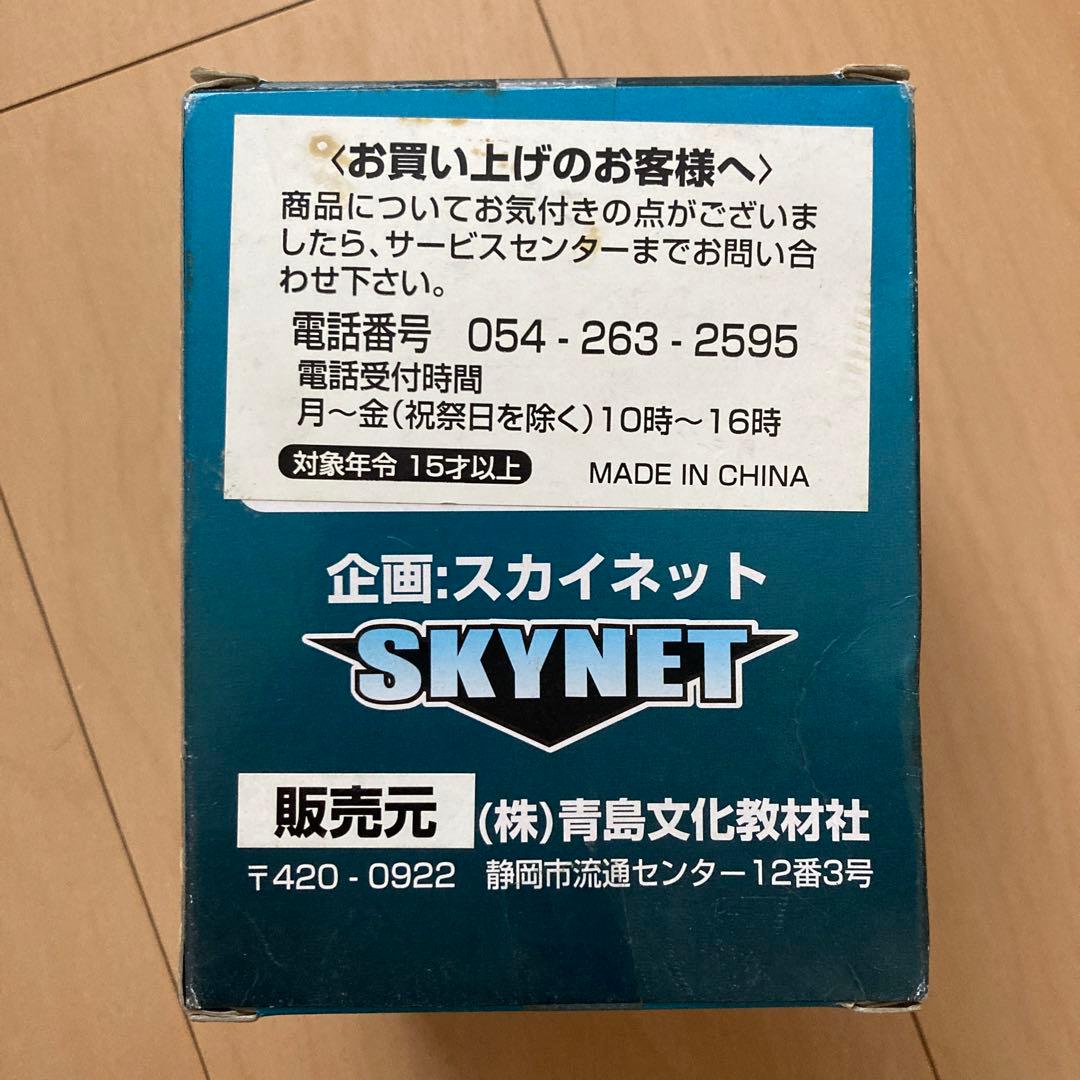 〈お買い上げのお客様へ〉
商品についてお気付きの点がございま
したら、サービスセンターまでお問い合
わせ下さい。
電話番号 054 - 263 - 2595
電話受付時間
月～金(祝祭日を除く)10時～16時
対象年令 15才以上 MADE IN CHINA
企画:スカイネット
SKYNET
販売元 (株)青島文化教材社
〒420 - 0922 静岡市流通センター12番3号